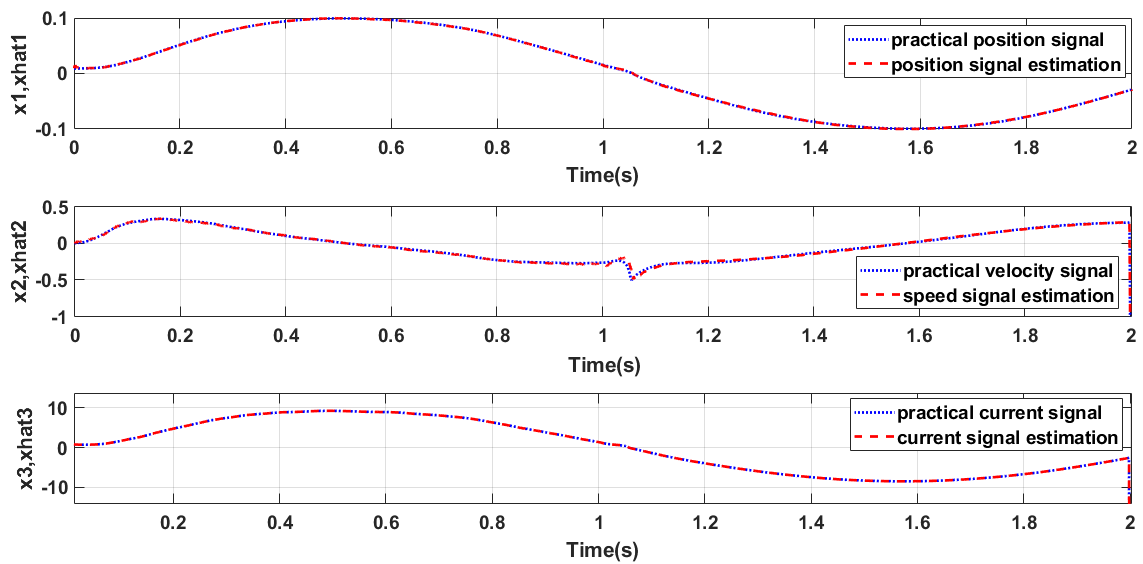 x1,xhat1
0.1
0
-0.1
practical position signal
position signal estimation
0 0.2 0.4 0.6 0.8 1 1.2 1.4 1.6 1.8 2
Time(s)
x2,xhat2
0.5
0
-0.5
-1
practical velocity signal
speed signal estimation
0 0.2 0.4 0.6 0.8 1 1.2 1.4 1.6 1.8 2
Time(s)
x3,xhat3
10
0
-10
practical current signal
current signal estimation
0.2 0.4 0.6 0.8 1 1.2 1.4 1.6 1.8 2
Time(s)